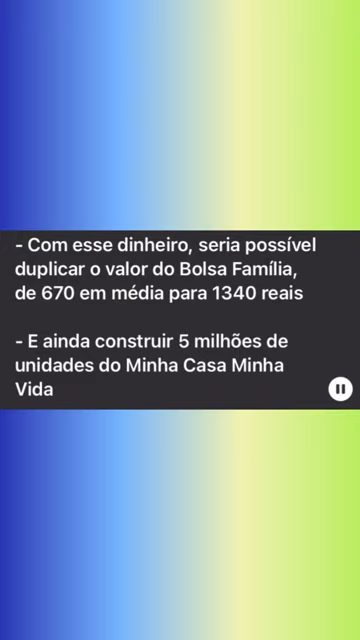 - Com esse dinheiro, seria possível
duplicar o valor do Bolsa Família,
de 670 em média para 1340 reais
- E ainda construir 5 milhões de
unidades do Minha Casa Minha
Vida